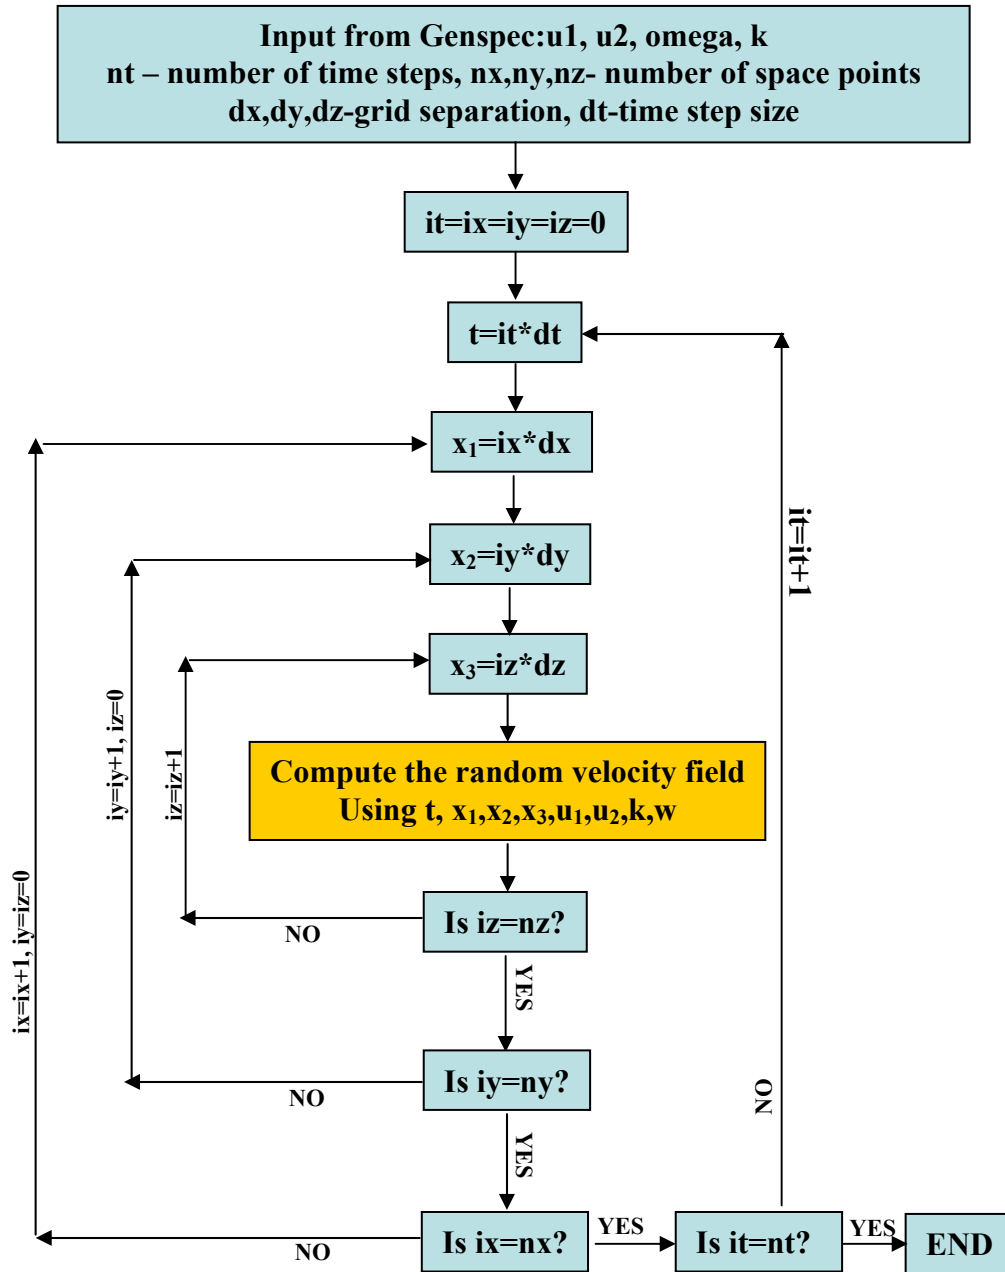 Input from Genspec:u1, u2, omega, k
nt – number of time steps, nx,ny,nz- number of space points
dx,dy,dz-grid separation, dt-time step size
it=ix=iy=iz=0
t=it*dt
x₁=ix*dx
it=it+1
x₂=iy*dy
x₃=iz*dz
iy=iy+1, iz=0
iz=iz+1
Compute the random velocity field
Using t, x₁,x₂,x₃,u₁,u₂,k,w
ix=ix+1, iy=iz=0
Is iz=nz?
NO
YES
Is iy=ny?
NO
NO
YES
Is ix=nx?
NO
YES
Is it=nt?
YES
END